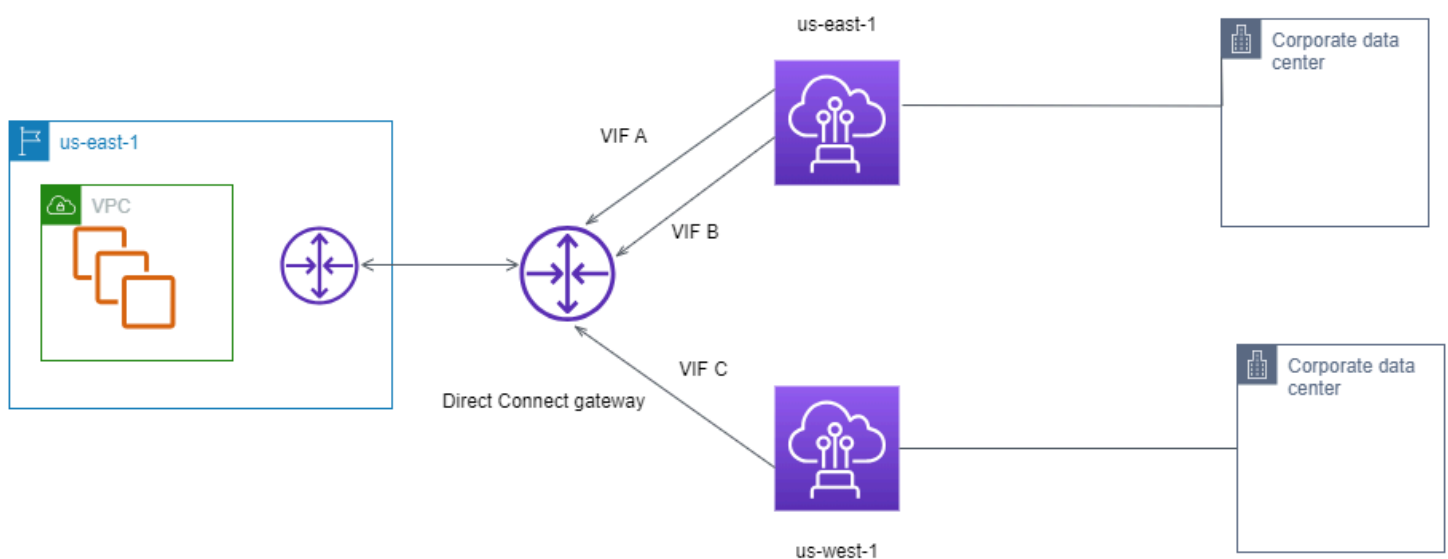 us-east-1
Corporate data
center
us-east-1
VIF A
VPC
VIF B
VIF C
Corporate data
center
Direct Connect gateway
us-west-1